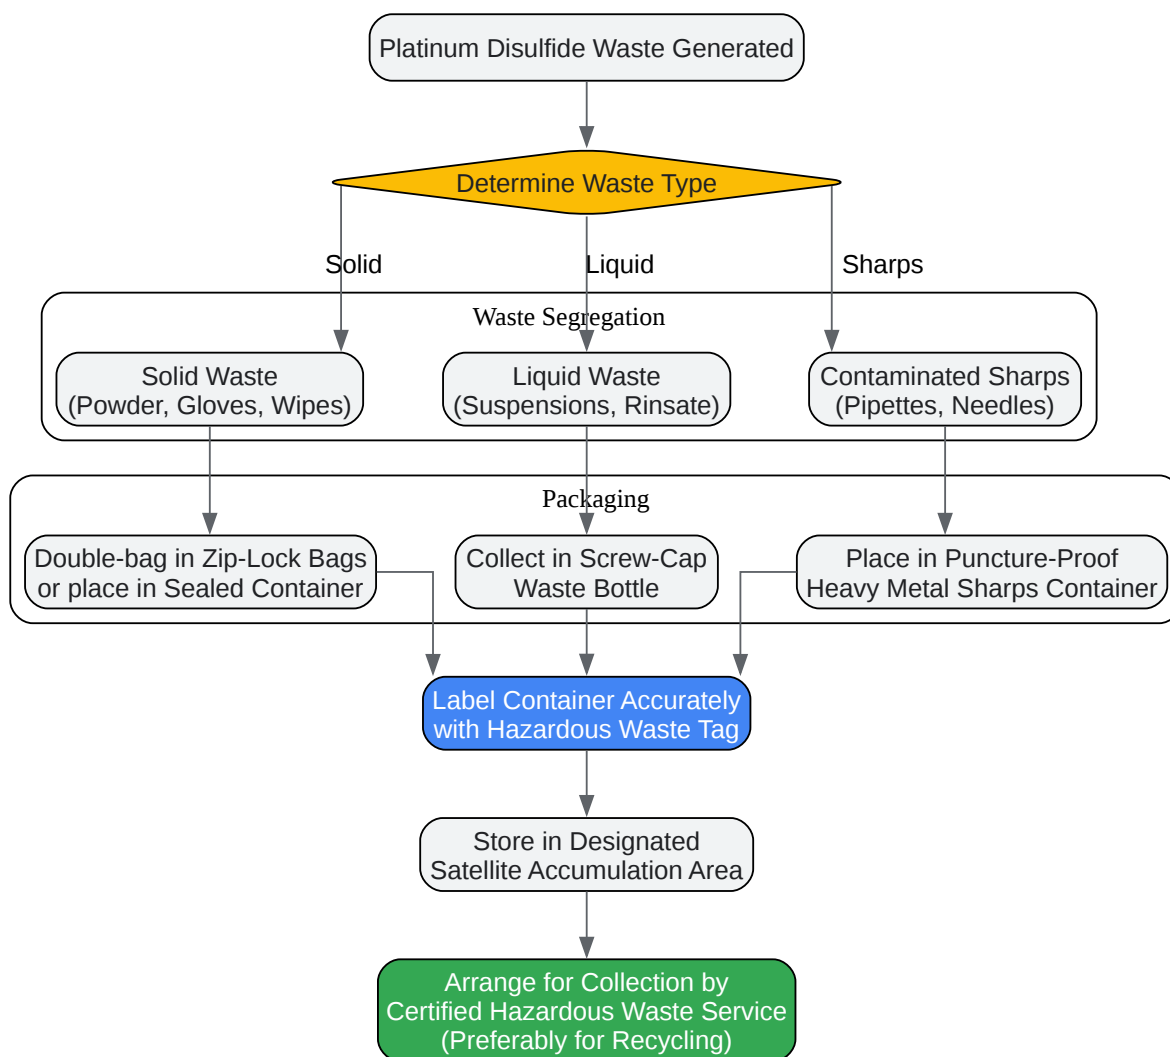 Platinum Disulfide Waste Generated
Determine Waste Type
Solid
Liquid
Sharps
Waste Segregation
Solid Waste
(Powder, Gloves, Wipes)
Liquid Waste
(Suspensions, Rinsate)
Contaminated Sharps
(Pipettes, Needles)
Packaging
Double-bag in Zip-Lock Bags
or place in Sealed Container
Collect in Screw-Cap
Waste Bottle
Place in Puncture-Proof
Heavy Metal Sharps Container
Label Container Accurately
with Hazardous Waste Tag
Store in Designated
Satellite Accumulation Area
Arrange for Collection by
Certified Hazardous Waste Service
(Preferably for Recycling)